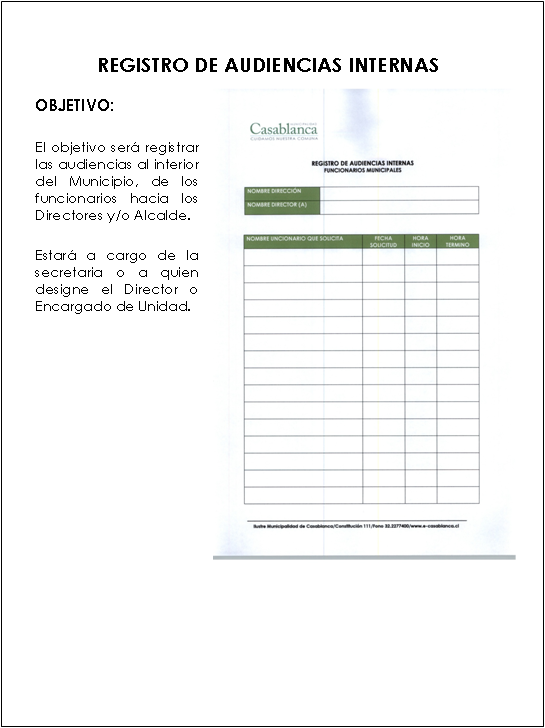 REGISTRO DE AUDIENCIAS INTERNAS
OBJETIVO:
El objetivo será registrar
las audiencias al interior
del Municipio, de los
funcionarios hacia los
Directores y/o Alcalde.
Estará a cargo de la
secretaria o a quien
designe el Director o
Encargado de Unidad.
Casablanca
CUIDAMOS NUESTRA COMUNA
REGISTRO DE AUDIENCIAS INTERNAS
FUNCIONARIOS MUNICIPALES
NOMBRE DIRECCIÓN
NOMBRE DIRECTOR (A)
NOMBRE UNCIONARIO QUE SOLICITA
FECHA
SOLICITUD
HORA
INICIO
HORA
TERMINO
Ilustre Municipalidad de Casablanca/Constitución 111/Fono 32.2277400/www.e-casablanca.cl